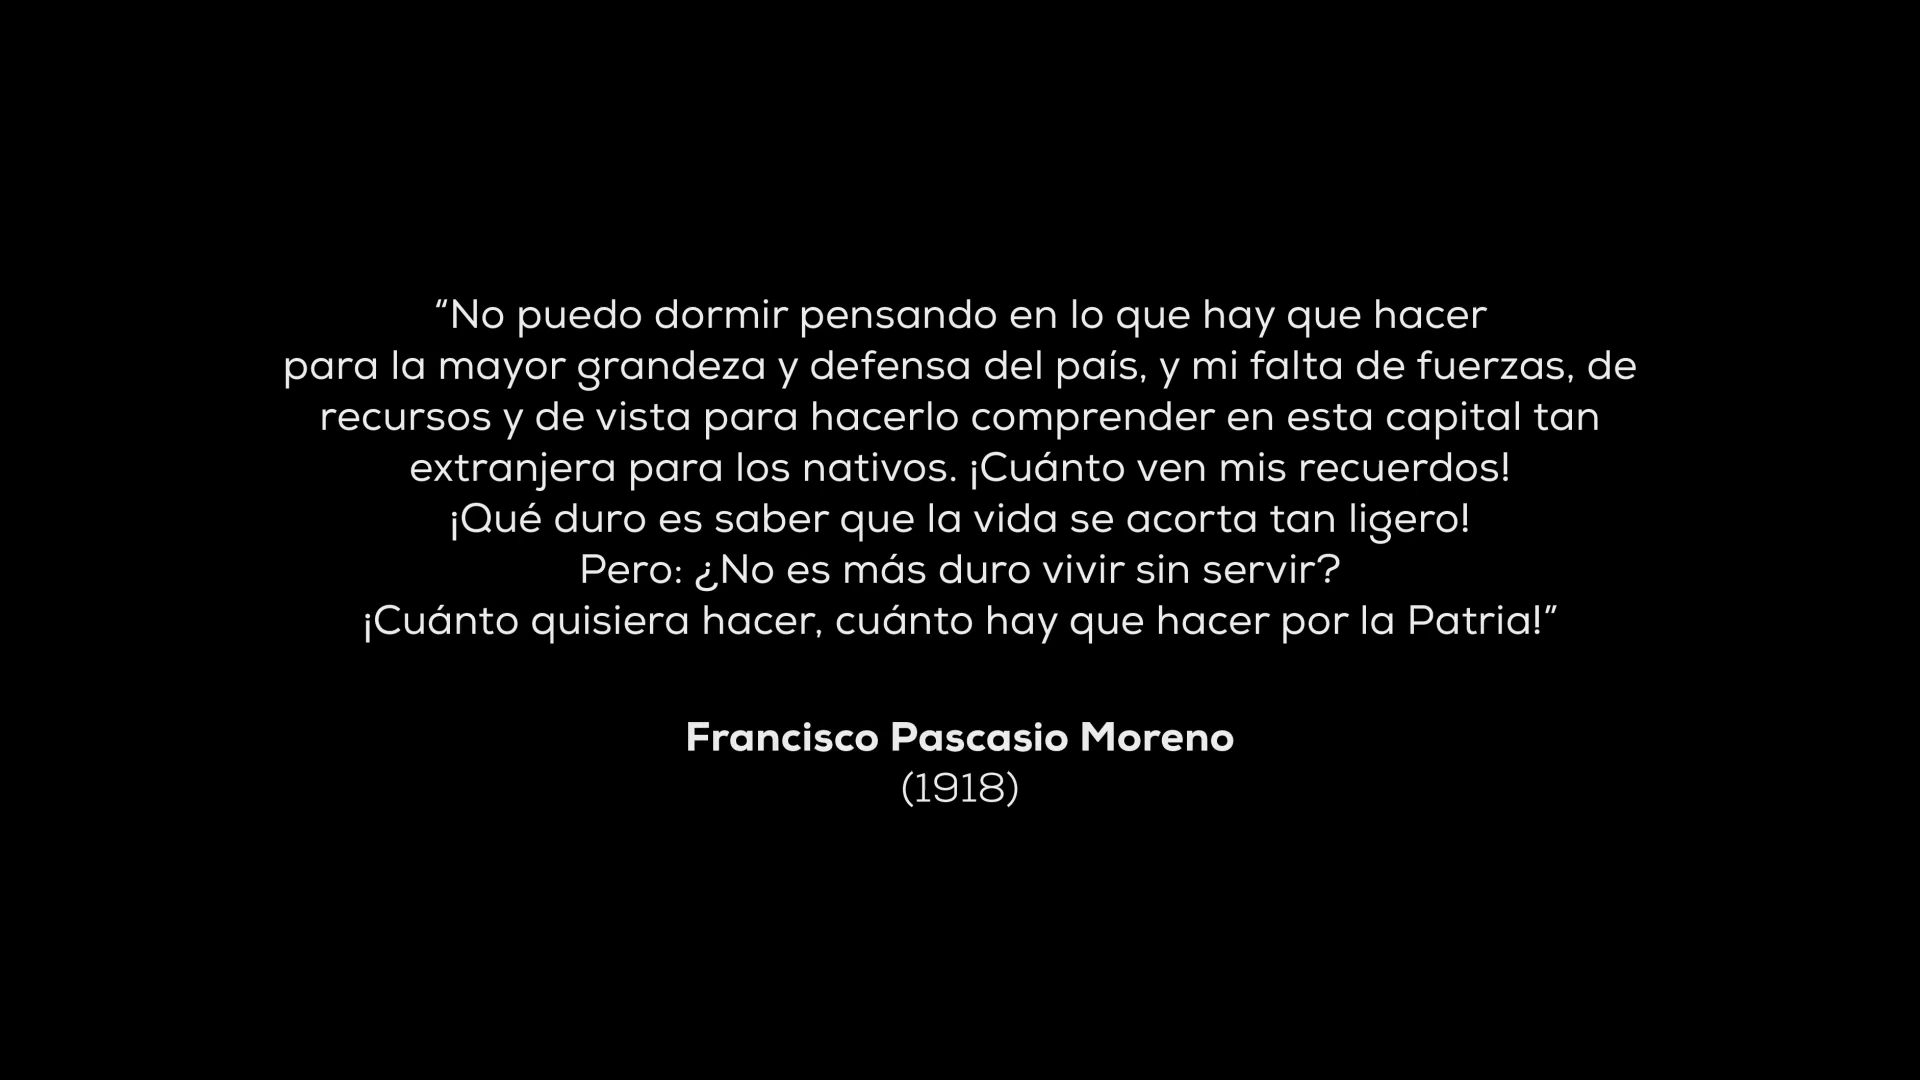 “No puedo dormir pensando en lo que hay que hacer
para la mayor grandeza y defensa del país, y mi falta de fuerzas, de
recursos y de vista para hacerlo comprender en esta capital tan
extranjera para los nativos. ¡Cuánto ven mis recuerdos!
¡Qué duro es saber que la vida se acorta tan ligero!
Pero: ¿No es más duro vivir sin servir?
¡Cuánto quisiera hacer, cuánto hay que hacer por la Patria!”
Francisco Pascasio Moreno
(1918)